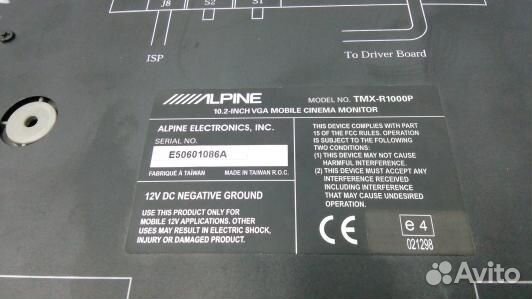 J8
S2
S1
ISP
To Driver Board
ALPINE
MODEL NO. TMX-R1000P
10.2-INCH VGA MOBILE CINEMA MONITOR
ALPINE ELECTRONICS, INC.
SERIAL NO.
E50601086A
FABRIQUÉ A TAÏWAN MADE IN TAIWAN R.O.C.
12V DC NEGATIVE GROUND
USE THIS PRODUCT ONLY FOR
MOBILE 12V APPLICATIONS. OTHER
USES MAY RESULT IN ELECTRIC SHOCK,
INJURY OR DAMAGED PRODUCT.
THIS DEVICE COMPLIES WITH PART
15 OF THE FCC RULES. OPERATION
IS SUBJECT TO THE FOLLOWING
TWO CONDITIONS:
(1) THIS DEVICE MAY NOT CAUSE
HARMFUL INTERFERENCE, AND
(2) THIS DEVICE MUST ACCEPT ANY
INTERFERENCE RECEIVED INCLUDING
INTERFERENCE THAT MAY
CAUSE UNDESIRED
OPERATION.
CE
e4
021298
Avito